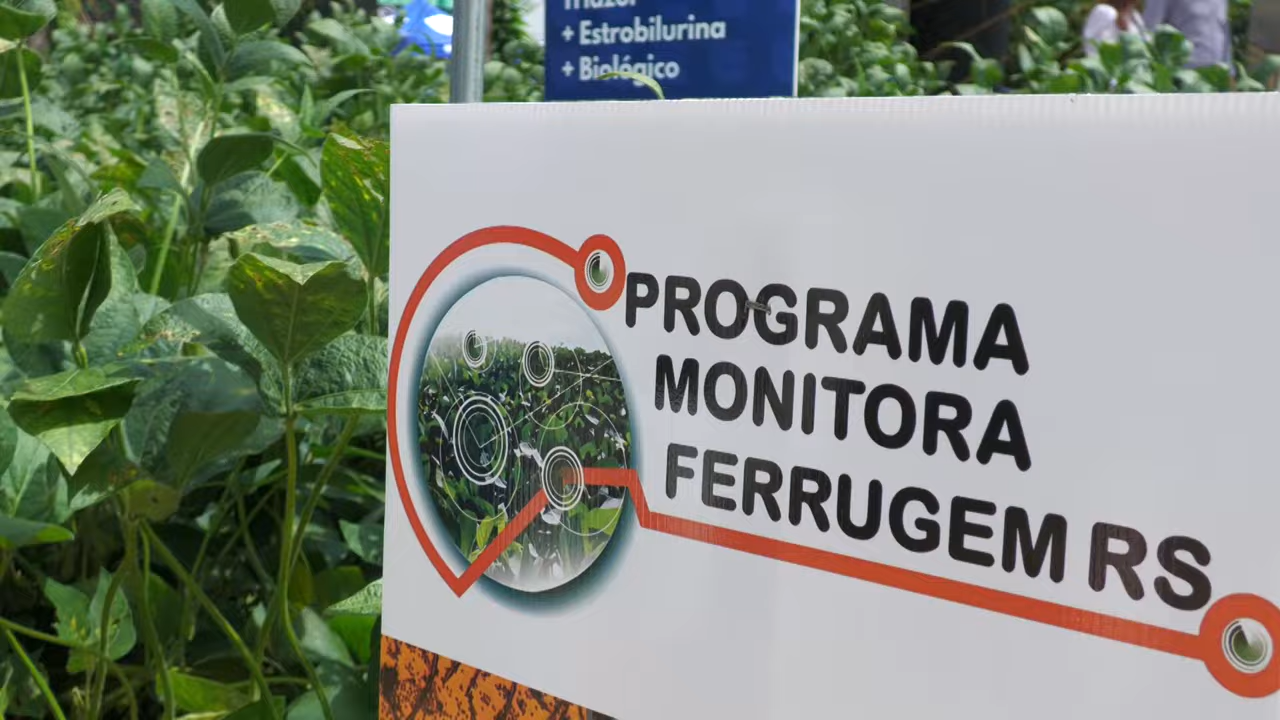 + Estrobilurina
+ Biológico
PROGRAMA
MONITORA
FERRUGEM RS